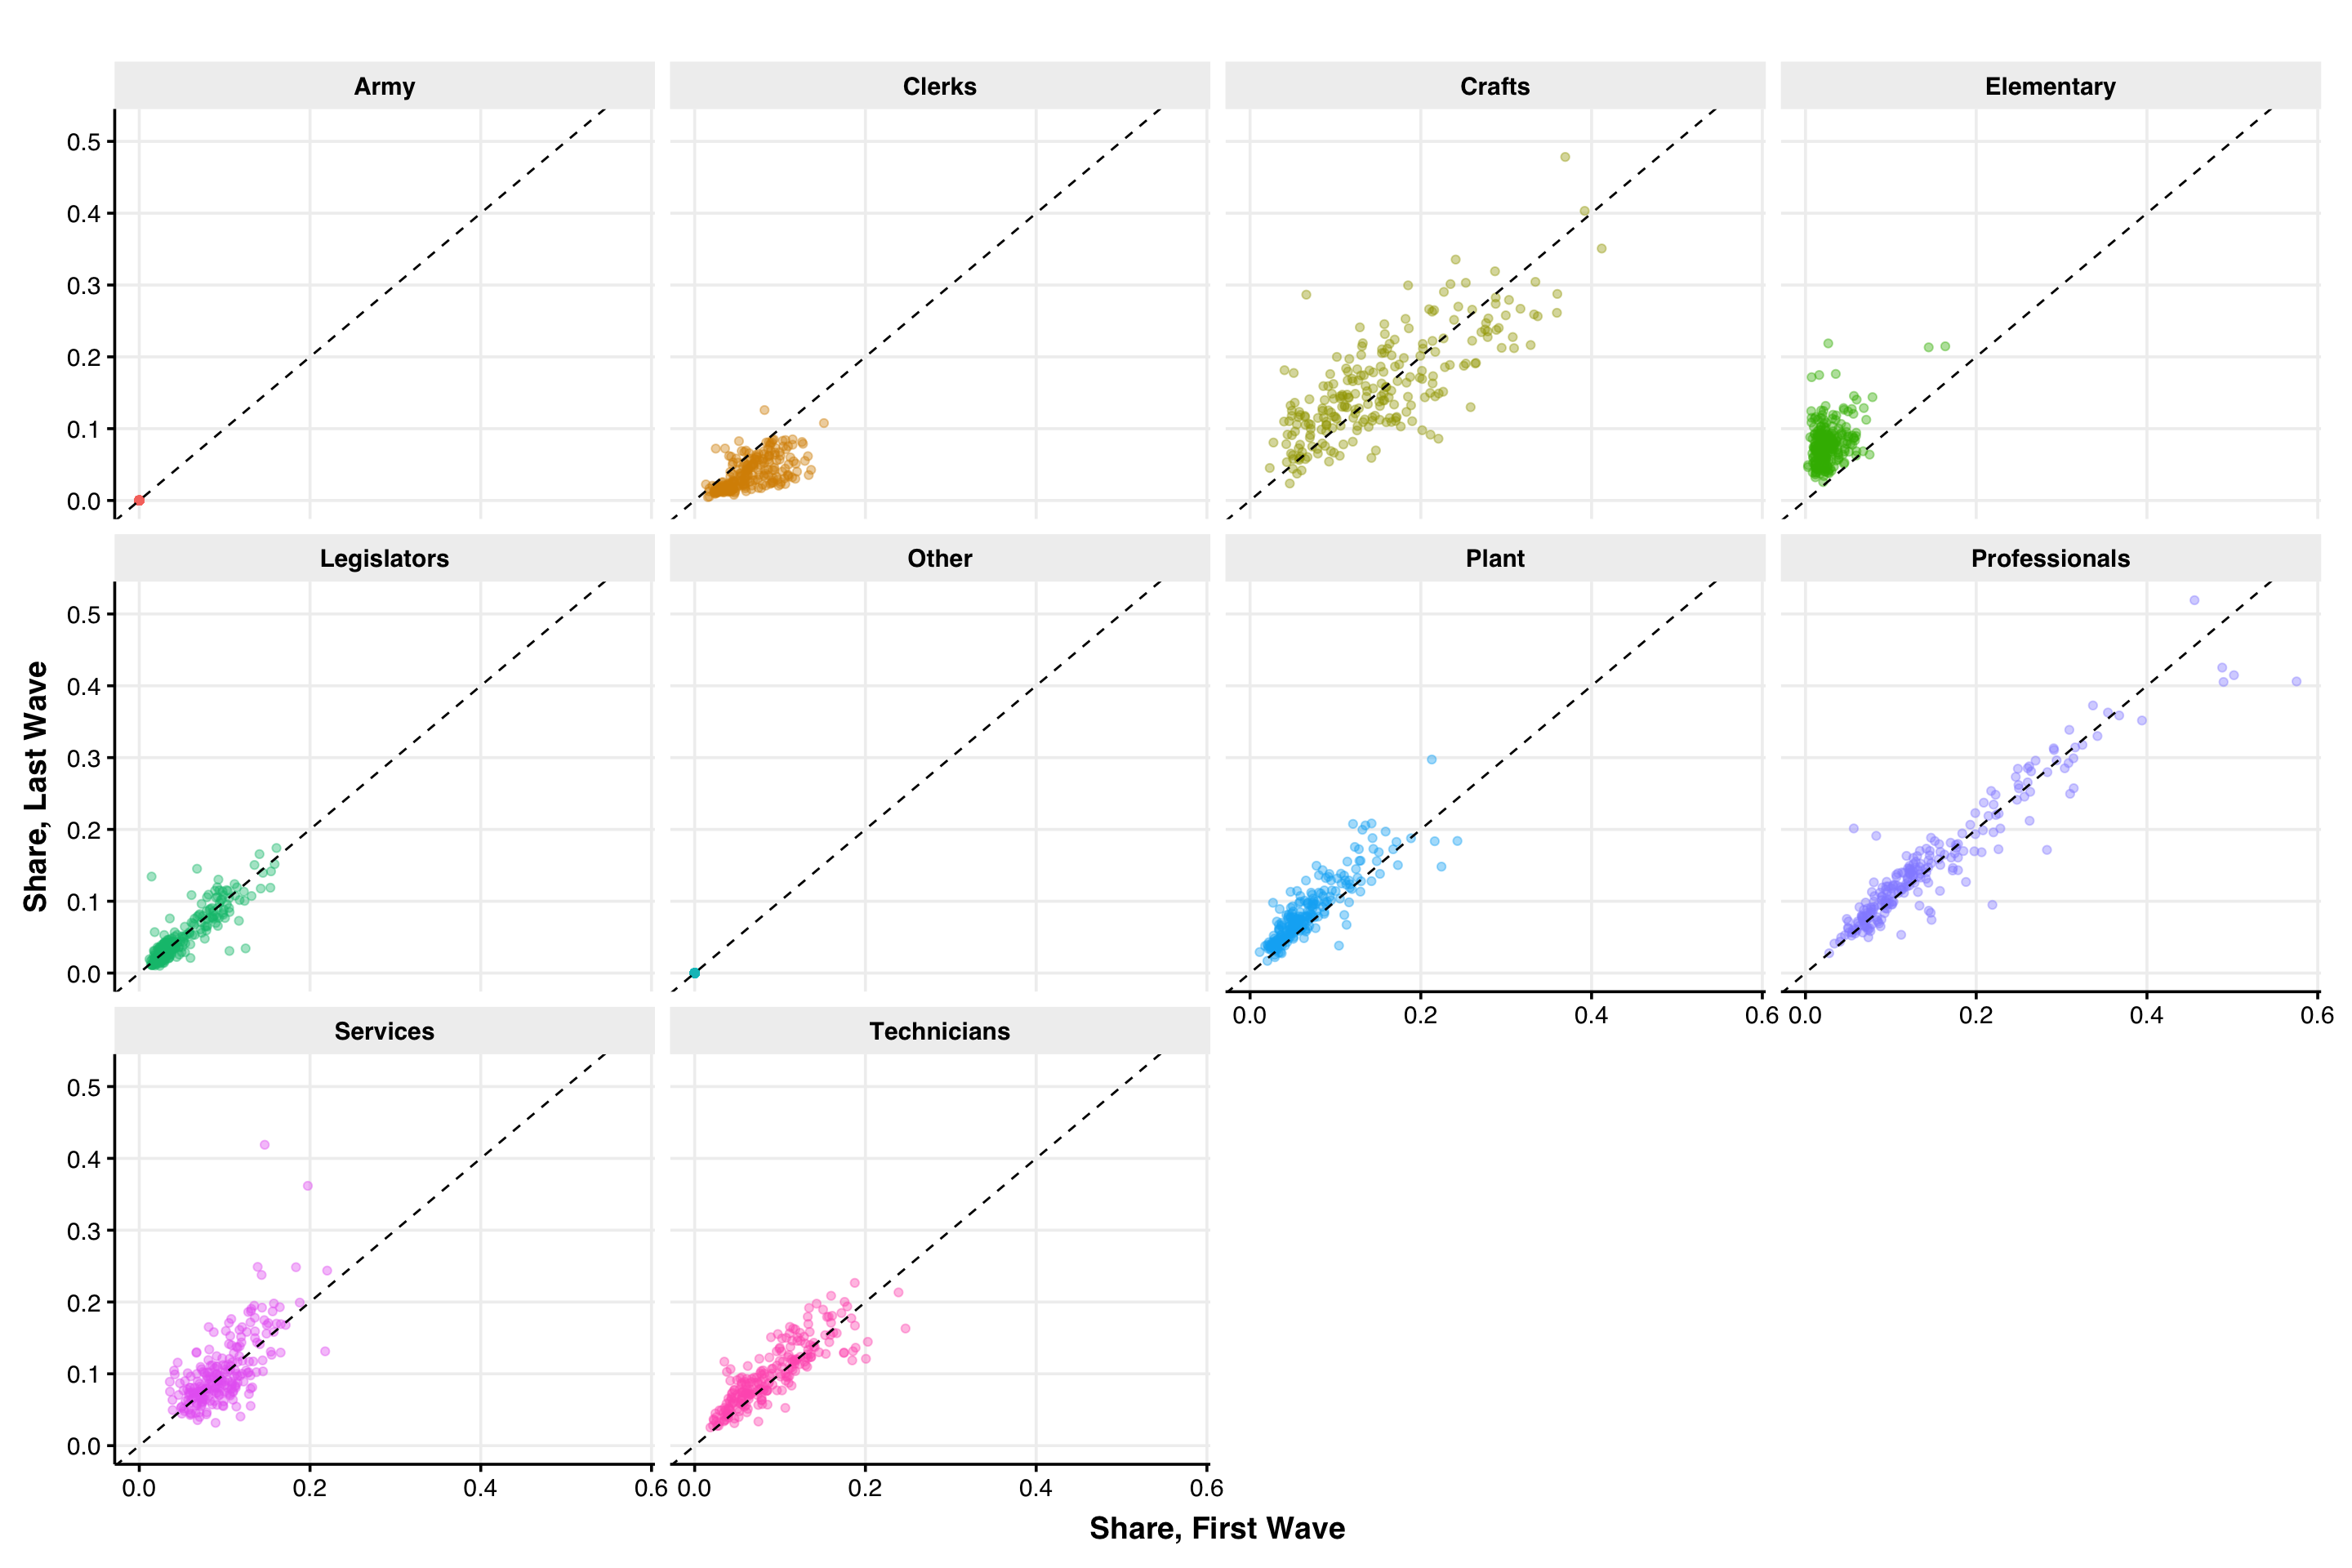 Army Clerks Crafts Elementary
0.5
0.4
0.3
0.2
0.1
0.0
Legislators Other Plant Professionals
0.5
0.4
0.3
0.2
0.1
0.0
0.0 0.2 0.4 0.6 0.0 0.2 0.4 0.6
Services Technicians
0.5
0.4
0.3
0.2
0.1
0.0
0.0 0.2 0.4 0.6 0.0 0.2 0.4 0.6
Share, Last Wave
Share, First Wave